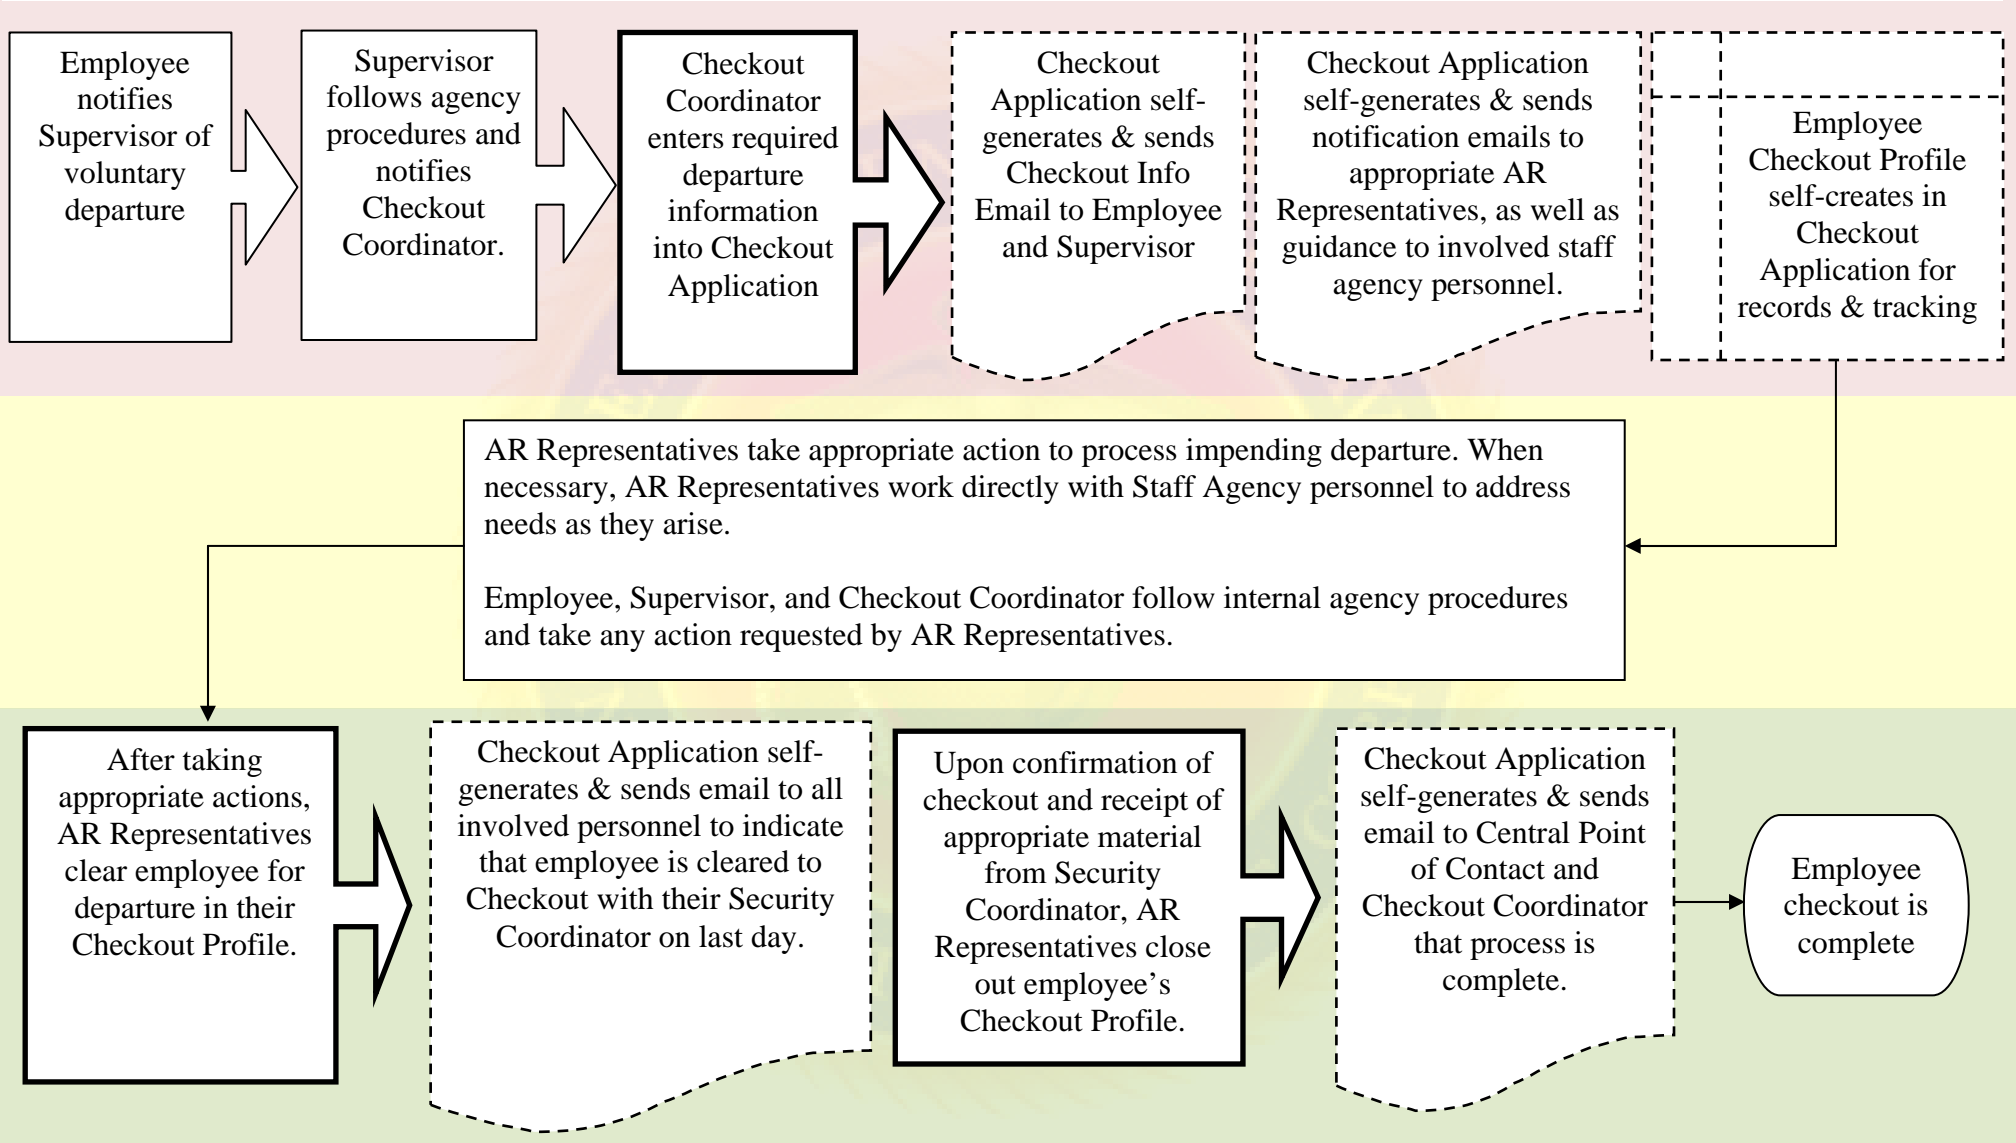 Employee
notifies
Supervisor of
voluntary
departure
Supervisor
follows agency
procedures and
notifies
Checkout
Coordinator.
Checkout
Coordinator
enters required
departure
information
into Checkout
Application
Checkout
Application self-
generates & sends
Checkout Info
Email to Employee
and Supervisor
Checkout Application
self-generates & sends
notification emails to
appropriate AR
Representatives, as well as
guidance to involved staff
agency personnel.
Employee
Checkout Profile
self-creates in
Checkout
Application for
records & tracking
AR Representatives take appropriate action to process impending departure. When
necessary, AR Representatives work directly with Staff Agency personnel to address
needs as they arise.
Employee, Supervisor, and Checkout Coordinator follow internal agency procedures
and take any action requested by AR Representatives.
After taking
appropriate actions,
AR Representatives
clear employee for
departure in their
Checkout Profile.
Checkout Application self-
generates & sends email to all
involved personnel to indicate
that employee is cleared to
Checkout with their Security
Coordinator on last day.
Upon confirmation of
checkout and receipt of
appropriate material
from Security
Coordinator, AR
Representatives close
out employee’s
Checkout Profile.
Checkout Application
self-generates & sends
email to Central Point
of Contact and
Checkout Coordinator
that process is
complete.
Employee
checkout is
complete